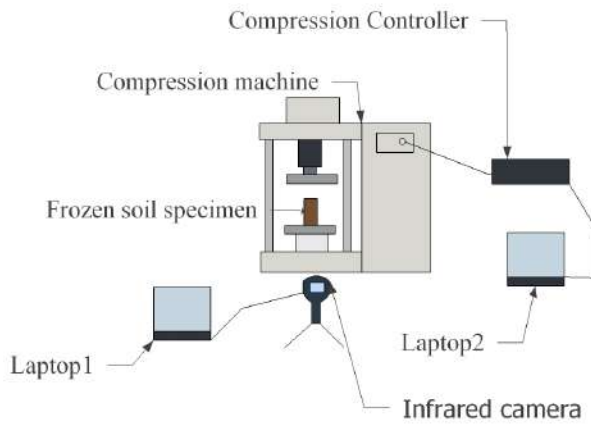 Compression Controller
Compression machine
Frozen soil specimen
Laptop1
Laptop2
Infrared camera